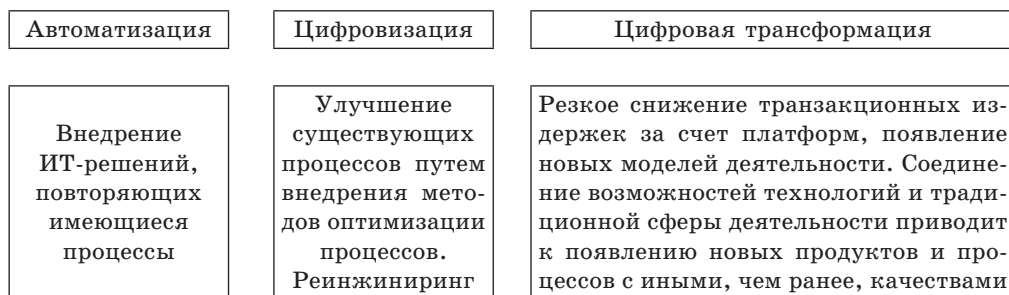 Автоматизация
Цифровизация
Цифровая трансформация
Внедрение
ИТ-решений,
повторяющих
имеющиеся
процессы
Улучшение
существующих
процессов путем
внедрения мето-
дов оптимизации
процессов.
Реинжиниринг
Резкое снижение транзакционных из-
держек за счет платформ, появление
новых моделей деятельности. Соедине-
ние возможностей технологий и тради-
ционной сферы деятельности приводит
к появлению новых продуктов и про-
цессов с иными, чем ранее, качествами